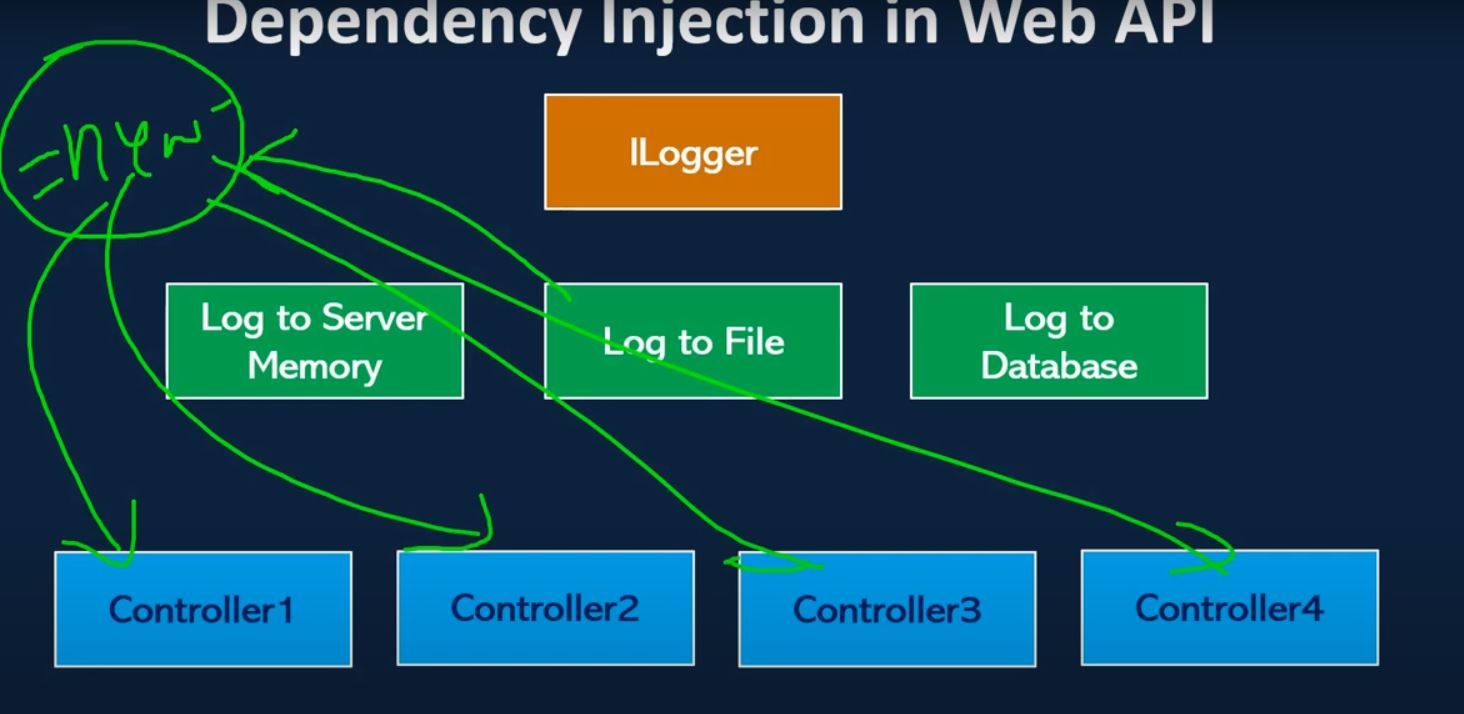 Dependency Injection in Web API
= new
ILogger
Log to Server
Memory
Log to File
Log to
Database
Controller1
Controller2
Controller3
Controller4